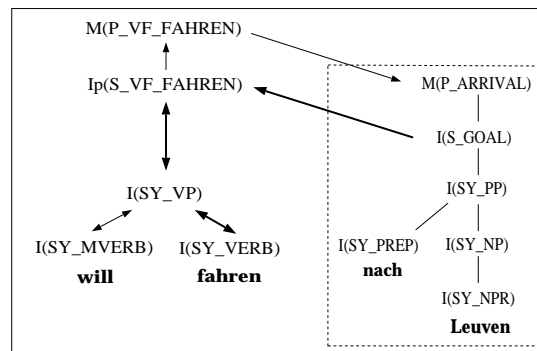 M(P_VF_FAHREN)
Ip(S_VF_FAHREN)
I(SY_VP)
I(SY_MVERB) I(SY_VERB)
will fahren
M(P_ARRIVAL)
I(S_GOAL)
I(SY_PP)
I(SY_PREP) I(SY_NP)
nach
I(SY_NPR)
Leuven